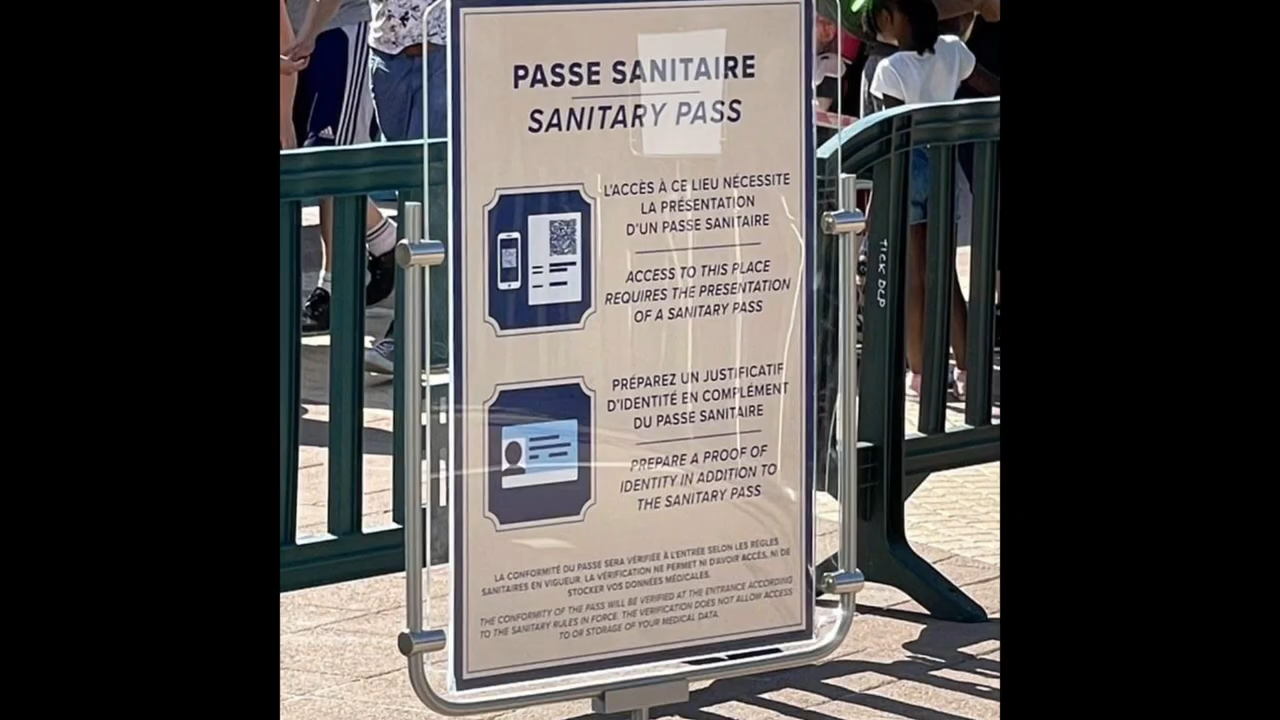 PASSE SANITAIRE
SANITARY PASS
L'ACCÈS À CE LIEU NÉCESSITE
LA PRÉSENTATION
D'UN PASSE SANITAIRE
ACCESS TO THIS PLACE
REQUIRES THE PRESENTATION
OF A SANITARY PASS
PRÉPAREZ UN JUSTIFICATIF
D'IDENTITÉ EN COMPLÉMENT
DU PASSE SANITAIRE
PREPARE A PROOF OF
IDENTITY IN ADDITION TO
THE SANITARY PASS
LA CONFORMITÉ DU PASSE SERA VÉRIFIÉE À L'ENTRÉE SELON LES RÈGLES
SANITAIRES EN VIGUEUR. LA VÉRIFICATION NE PERMET NI D'AVOIR ACCÈS, NI DE
STOCKER VOS DONNÉES MÉDICALES.
THE CONFORMITY OF THE PASS WILL BE VERIFIED AT THE ENTRANCE ACCORDING
TO THE SANITARY RULES IN FORCE. THE VERIFICATION DOES NOT ALLOW ACCESS
TO OR STORAGE OF YOUR MEDICAL DATA.
TICK DLP